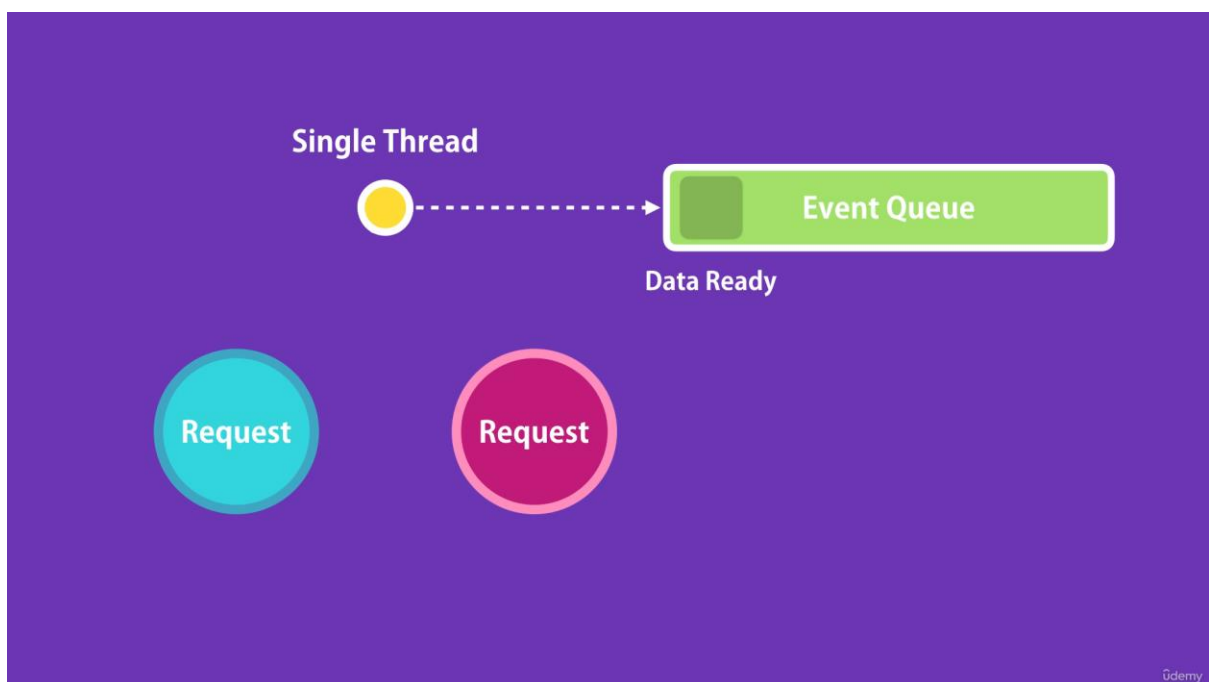 Single Thread
Event Queue
Data Ready
Request
Request
ûdemy